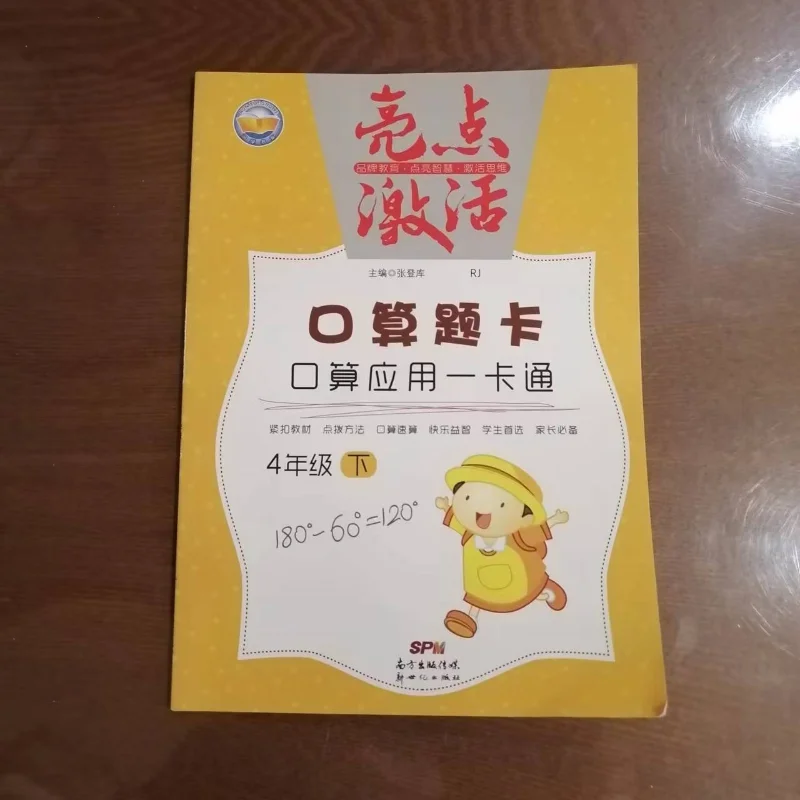 亮点
品牌教育·点亮智慧·激活思维
激活
主编◎张登库 RJ
口算题卡
口算应用一卡通
紧扣教材 点拨方法 口算速算 快乐益智 学生首选 家长必备
4年级 下
180°-60°=120°
SPM
南方出版传媒
新世纪出版社